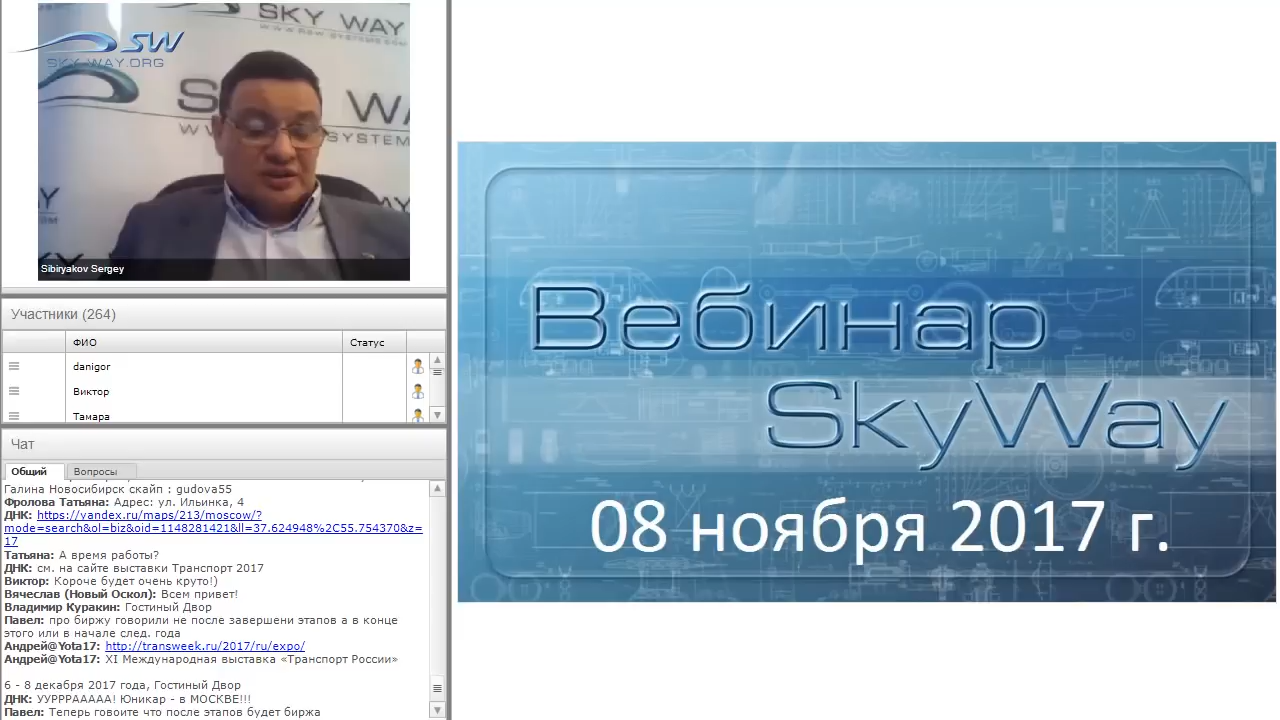 SKY WAY
WWW.RSW-SYSTEMS.COM
SW
SKY-WAY.ORG
Sibiryakov Sergey
Участники (264)
ФИО
Статус
danigor
Виктор
Тамара
Чат
Общий
Вопросы
Галина Новосибирск скайп : gudova55
Фролова Татьяна: Адрес: ул. Ильинка, 4
ДНК: https://yandex.ru/maps/213/moscow/?
mode=search&ol=biz&oid=1148281421&ll=37.624948%2C55.754370&z=
17
Татьяна: А время работы?
ДНК: см. на сайте выставки Транспорт 2017
Виктор: Короче будет очень круто!)
Вячеслав (Новый Оскол): Всем привет!
Владимир Куракин: Гостиный Двор
Павел: про биржу говорили не после завершени этапов а в конце
этого или в начале след. года
Андрей@Yota17: http://transweek.ru/2017/ru/expo/
Андрей@Yota17: XI Международная выставка «Транспорт России»
6 - 8 декабря 2017 года, Гостиный Двор
ДНК: УУРРРААААА! Юникар - в МОСКВЕ!!!
Павел: Теперь говоите что после этапов будет биржа
Вебинар
SkyWay
08 ноября 2017 г.